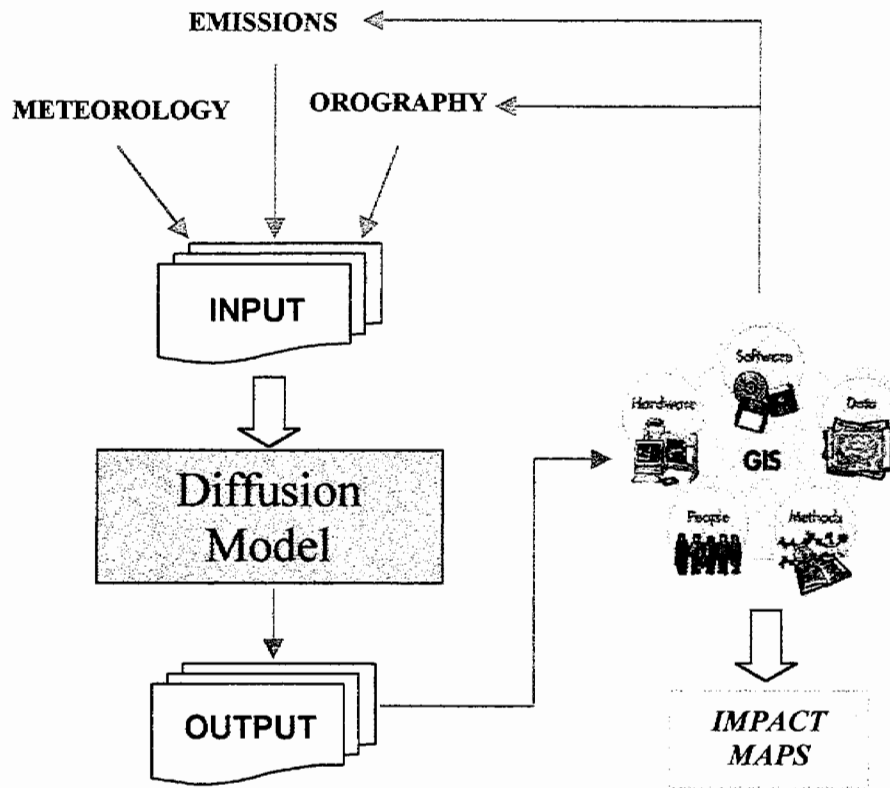 EMISSIONS
METEOROLOGY
OROGRAPHY
INPUT
Diffusion
Model
OUTPUT
Software
Hardware
Data
GIS
People
Methods
IMPACT
MAPS